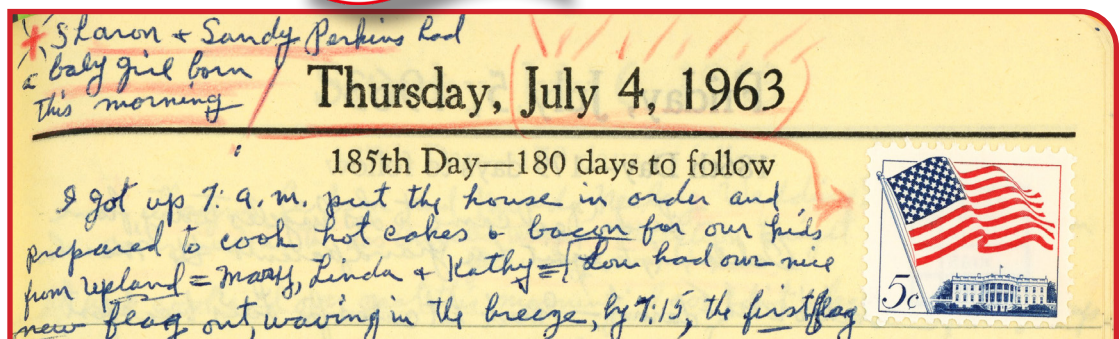 Sharon + Sandy Perkins had
a baby girl born
This morning
Thursday, July 4, 1963
185th Day—180 days to follow
I got up 7: a.m. put the house in order and
prepared to cook hot cakes & bacon for our kids
from Upland = Mary, Linda + Kathy = Lou had our nice
new flag out, waving in the breeze, by 7:15, the first flag
5c